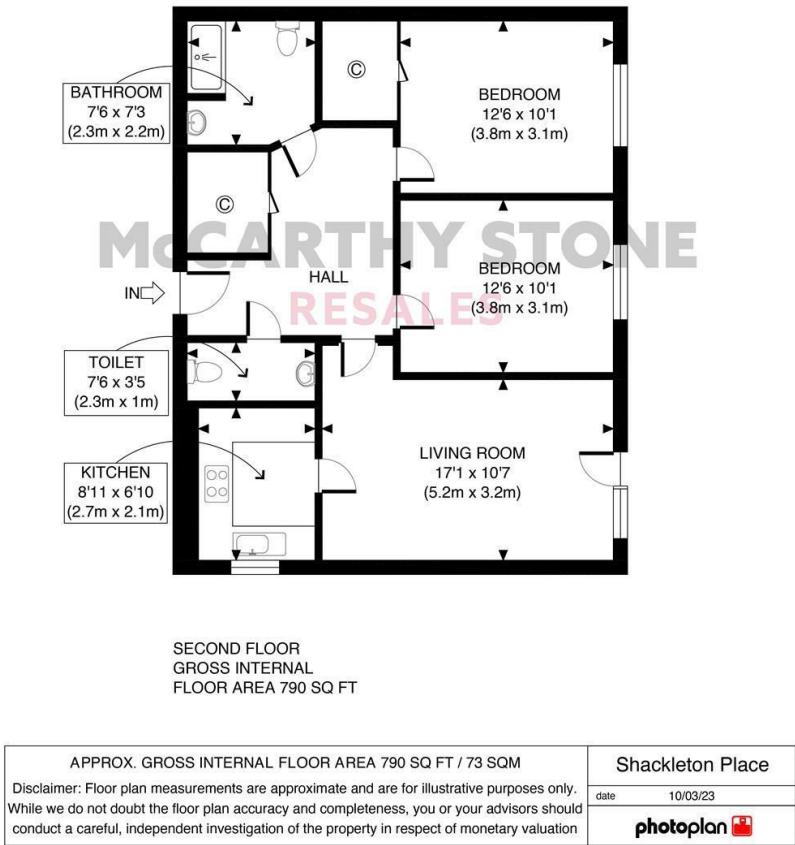 BATHROOM
7'6 x 7'3
(2.3m x 2.2m)
C
BEDROOM
12'6 x 10'1
(3.8m x 3.1m)
C
McCARTHY STONE
RESALES
BEDROOM
12'6 x 10'1
(3.8m x 3.1m)
HALL
IN
TOILET
7'6 x 3'5
(2.3m x 1m)
KITCHEN
8'11 x 6'10
(2.7m x 2.1m)
LIVING ROOM
17'1 x 10'7
(5.2m x 3.2m)
SECOND FLOOR
GROSS INTERNAL
FLOOR AREA 790 SQ FT
APPROX. GROSS INTERNAL FLOOR AREA 790 SQ FT / 73 SQM
Disclaimer: Floor plan measurements are approximate and are for illustrative purposes only.
While we do not doubt the floor plan accuracy and completeness, you or your advisors should
conduct a careful, independent investigation of the property in respect of monetary valuation
Shackleton Place
date 10/03/23
photoplan